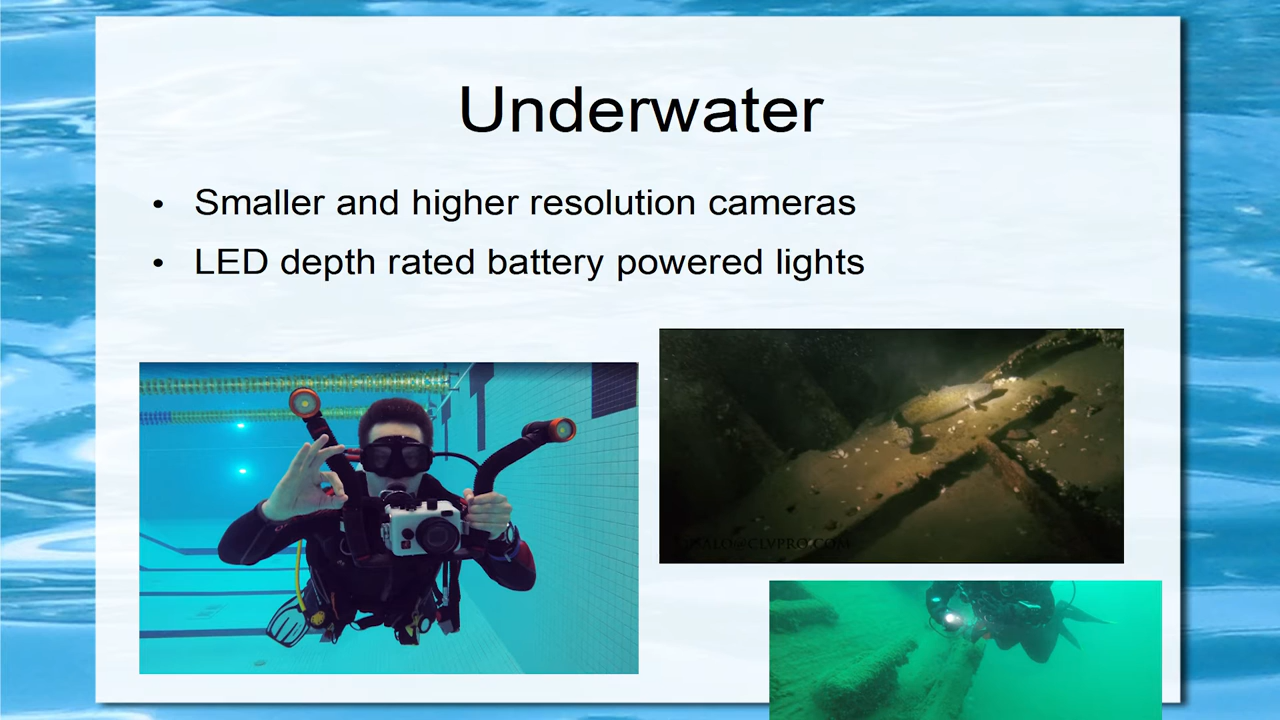 Underwater
• Smaller and higher resolution cameras
• LED depth rated battery powered lights